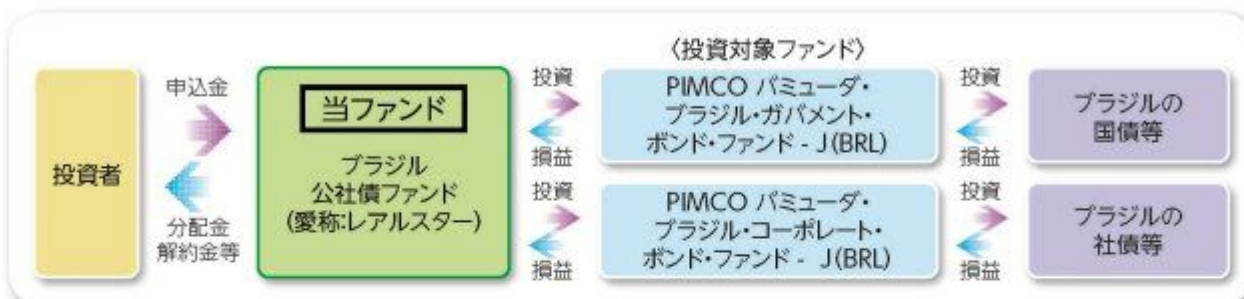 〈投資対象ファンド〉
投資者
申込金
分配金
解約金等
当ファンド
ブラジル
公社債ファンド
(愛称:レアルスター)
投資
損益
PIMCO バミューダ・
ブラジル・ガバメント・
ボンド・ファンド - J(BRL)
投資
損益
ブラジルの
国債等
投資
損益
PIMCO バミューダ・
ブラジル・コーポレート・
ボンド・ファンド - J(BRL)
投資
損益
ブラジルの
社債等